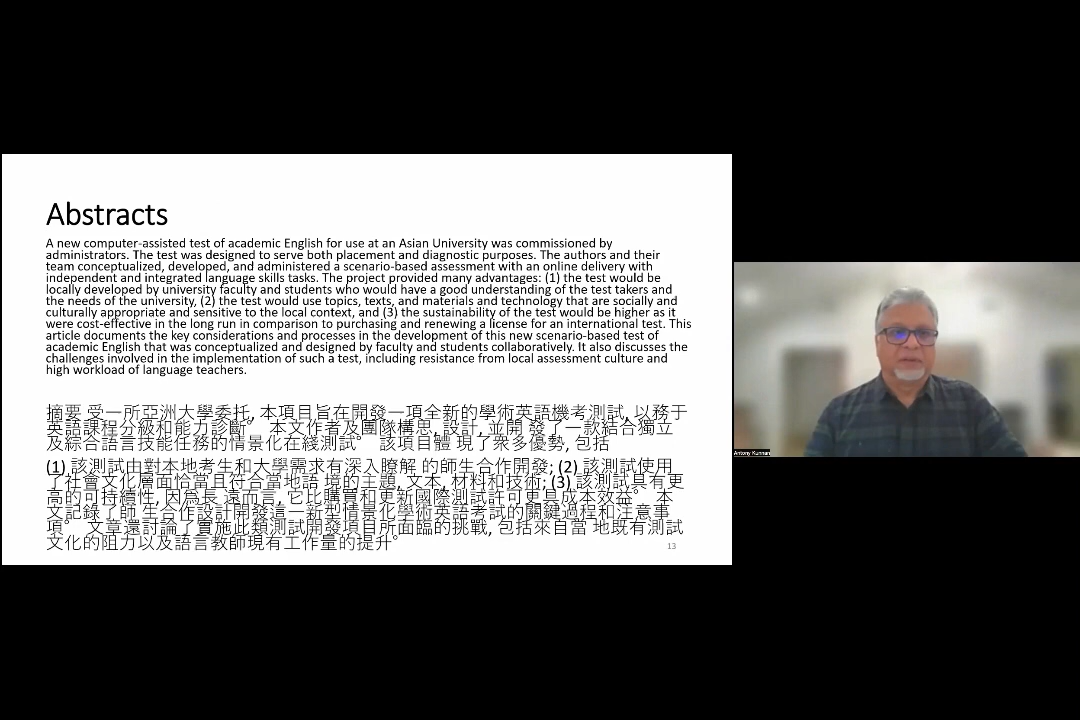 Abstracts
A new computer-assisted test of academic English for use at an Asian University was commissioned by
administrators. The test was designed to serve both placement and diagnostic purposes. The authors and their
team conceptualized, developed, and administered a scenario-based assessment with an online delivery with
independent and integrated language skills tasks. The project provided many advantages: (1) the test would be
locally developed by university faculty and students who would have a good understanding of the test takers and
the needs of the university, (2) the test would use topics, texts, and materials and technology that are socially and
culturally appropriate and sensitive to the local context, and (3) the sustainability of the test would be higher as it
were cost-effective in the long run in comparison to purchasing and renewing a license for an international test. This
article documents the key considerations and processes in the development of this new scenario-based test of
academic English that was conceptualized and designed by faculty and students collaboratively. It also discusses the
challenges involved in the implementation of such a test, including resistance from local assessment culture and
high workload of language teachers.
摘要 受一所亞洲大學委托, 本項目旨在開發一項全新的學術英語機考測試, 以務于
英語課程分級和能力診斷。 本文作者及團隊構思, 設計, 並開 發了一款結合獨立
及綜合語言技能任務的情景化在綫測試。 該項目體 現了衆多優勢, 包括
(1) 該測試由對本地考生和大學需求有深入瞭解 的師生合作開發; (2) 該測試使用
了社會文化層面恰當且符合當地語 境的主題, 文本, 材料和技術; (3) 該測試具有更
高的可持續性, 因爲長 遠而言, 它比購買和更新國際測試許可更具成本效益。 本
文記錄了師 生合作設計開發這一新型情景化學術英語考試的關鍵過程和注意事
項。 文章還討論了實施此類測試開發項目所面臨的挑戰, 包括來自當 地既有測試
文化的阻力以及語言教師現有工作量的提升。
13
Antony Kunnan